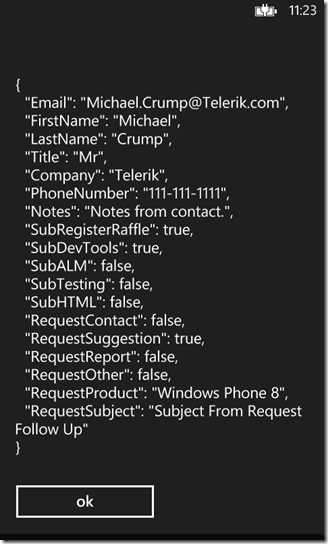 11:23
{
"Email": "Michael.Crump@Telerik.com",
"FirstName": "Michael",
"LastName": "Crump",
"Title": "Mr",
"Company": "Telerik",
"PhoneNumber": "111-111-1111",
"Notes": "Notes from contact.",
"SubRegisterRaffle": true,
"SubDevTools": true,
"SubALM": false,
"SubTesting": false,
"SubHTML": false,
"RequestContact": false,
"RequestSuggestion": true,
"RequestReport": false,
"RequestOther": false,
"RequestProduct": "Windows Phone 8",
"RequestSubject": "Subject From Request
Follow Up"
}
ok